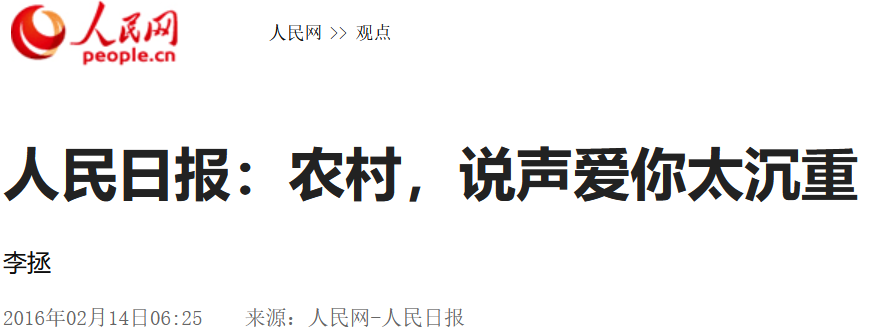 人民网
people.cn
人民网 >> 观点
人民日报：农村，说声爱你太沉重
李拯
2016年02月14日06:25 来源：人民网-人民日报